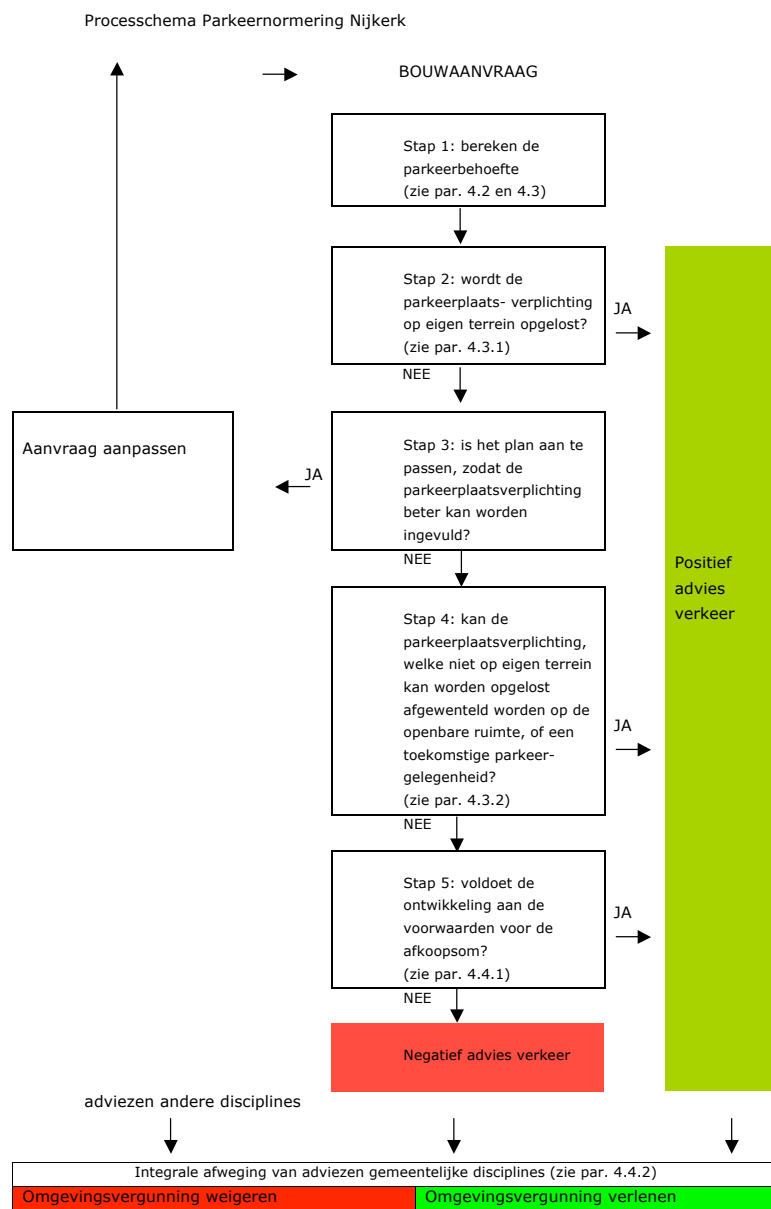 Processchema Parkeernormering Nijkerk
BOUWAANVRAAG
Stap 1: bereken de
parkeerbehoefte
(zie par. 4.2 en 4.3)
Stap 2: wordt de
parkeerplaats- verplichting
op eigen terrein opgelost?
(zie par. 4.3.1)
JA
NEE
Aanvraag aanpassen
JA
Stap 3: is het plan aan te
passen, zodat de
parkeerplaatsverplichting
beter kan worden
ingevuld?
NEE
Positief
advies
verkeer
Stap 4: kan de
parkeerplaatsverplichting,
welke niet op eigen terrein
kan worden opgelost
afgewenteld worden op de
openbare ruimte, of een
toekomstige parkeer-
gelegenheid?
(zie par. 4.3.2)
JA
NEE
Stap 5: voldoet de
ontwikkeling aan de
voorwaarden voor de
afkoopsom?
(zie par. 4.4.1)
JA
NEE
Negatief advies verkeer
adviezen andere disciplines
Integrale afweging van adviezen gemeentelijke disciplines (zie par. 4.4.2)
Omgevingsvergunning weigeren
Omgevingsvergunning verlenen